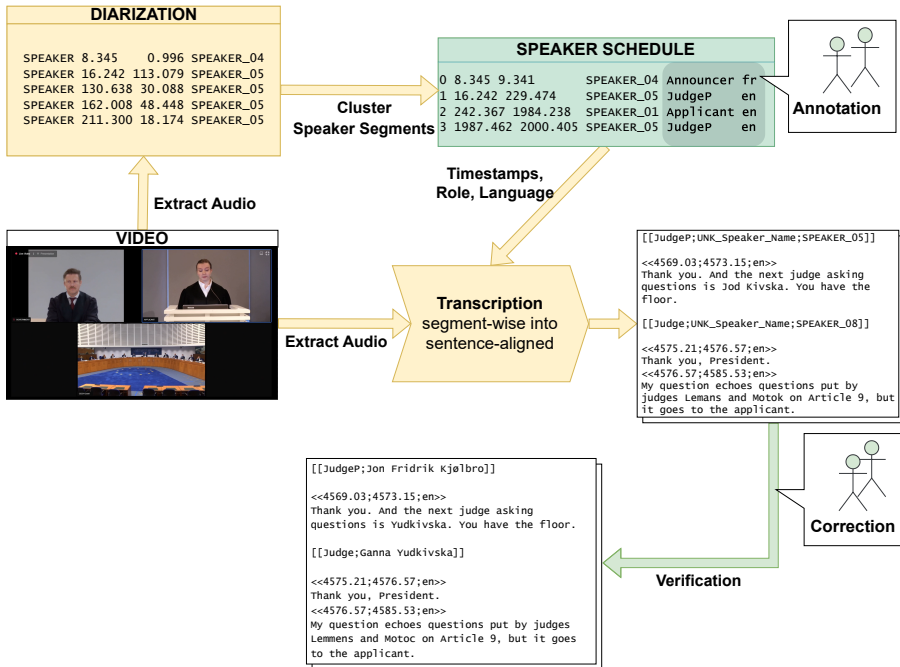 DIARIZATION
SPEAKER 8.345 0.996 SPEAKER_04
SPEAKER 16.242 113.079 SPEAKER_05
SPEAKER 130.638 30.088 SPEAKER_05
SPEAKER 162.008 48.448 SPEAKER_05
SPEAKER 211.300 18.174 SPEAKER_05
Cluster
Speaker Segments
SPEAKER SCHEDULE
0 8.345 9.341 SPEAKER_04 Announcer fr
1 16.242 229.474 SPEAKER_05 JudgeP en
2 242.367 1984.238 SPEAKER_01 Applicant en
3 1987.462 2000.405 SPEAKER_05 JudgeP en
Annotation
Extract Audio
Timestamps,
Role, Language
VIDEO
Extract Audio
Transcription
segment-wise into
sentence-aligned
[[JudgeP;UNK_Speaker_Name;SPEAKER_05]]
<<4569.03;4573.15;en>>
Thank you. And the next judge asking
questions is Jod Kivska. You have the
floor.
[[Judge;UNK_Speaker_Name;SPEAKER_08]]
<<4575.21;4576.57;en>>
Thank you, President.
<<4576.57;4585.53;en>>
My question echoes questions put by
judges Lemans and Motok on Article 9, but
it goes to the applicant.
Correction
Verification
[[JudgeP;Jon Fridrik Kjølbro]]
<<4569.03;4573.15;en>>
Thank you. And the next judge asking
questions is Yudkivska. You have the floor.
[[Judge;Ganna Yudkivska]]
<<4575.21;4576.57;en>>
Thank you, President.
<<4576.57;4585.53;en>>
My question echoes questions put by judges
Lemmens and Motoc on Article 9, but it goes
to the applicant.